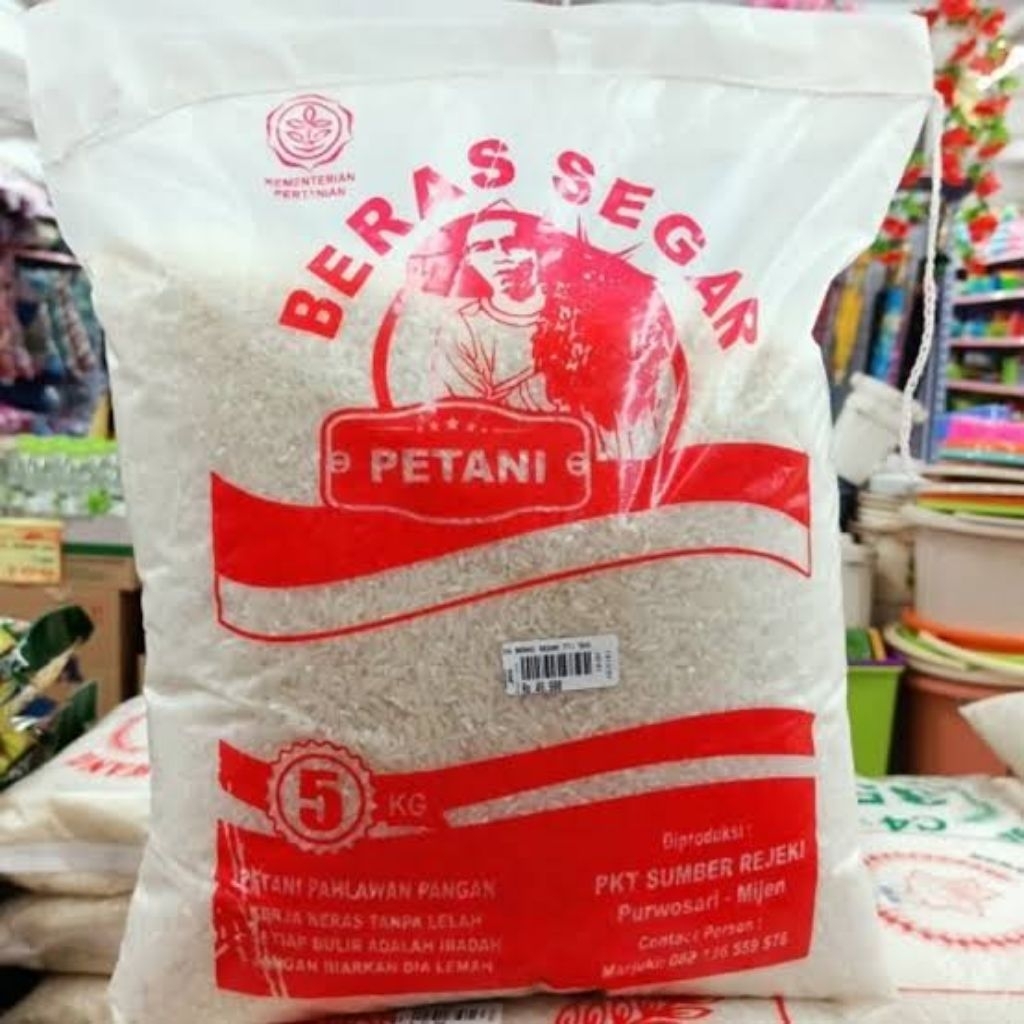 KEMENTERIAN
PERTANIAN
BERAS SEGAR
PETANI
5 KG
PETANI PAHLAWAN PANGAN
KERJA KERAS TANPA LELAH
SETIAP BULIR ADALAH IBADAH
JANGAN BIARKAN DIA LEMAH
Diproduksi :
PKT SUMBER REJEKI
Purwosari - Mijen
Contact Person :
Marjuki: 082 136 559 576